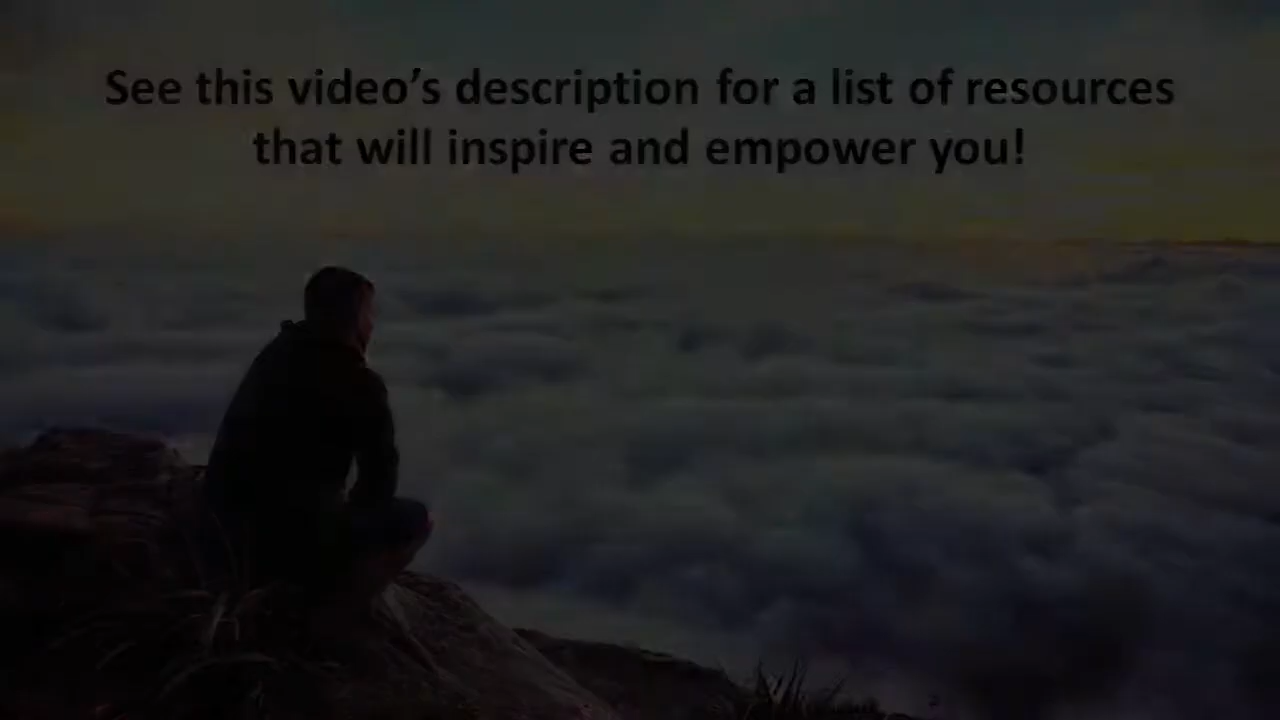 See this video’s description for a list of resources
that will inspire and empower you!